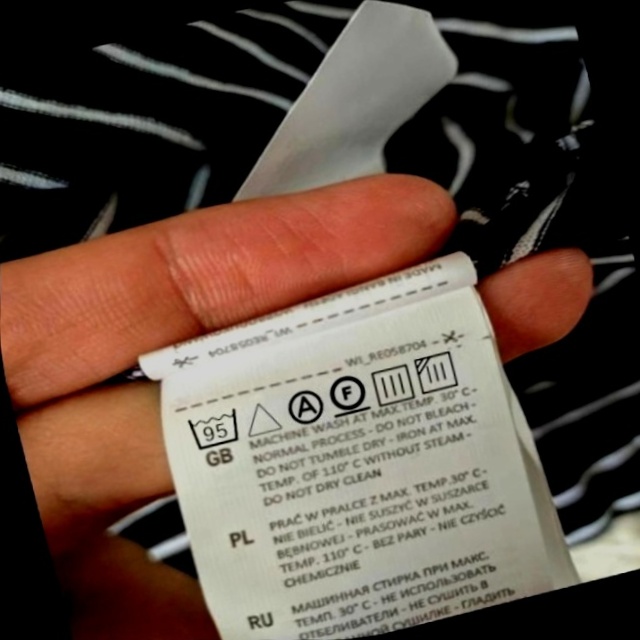 WI_RE058704
WI_RE058704
95 A F
GB
MACHINE WASH AT MAX.TEMP. 30° C -
NORMAL PROCESS - DO NOT BLEACH -
DO NOT TUMBLE DRY - IRON AT MAX.
TEMP. OF 110° C WITHOUT STEAM -
DO NOT DRY CLEAN
PL
PRAĆ W PRALCE Z MAX. TEMP.30° C -
NIE BIELIĆ - NIE SUSZYĆ W SUSZARCE
BĘBNOWEJ - PRASOWAĆ W MAX.
TEMP. 110° C - BEZ PARY - NIE CZYŚCIĆ
CHEMICZNIE
RU
МАШИННАЯ СТИРКА ПРИ МАКС.
ТЕМП. 30° C - НЕ ИСПОЛЬЗОВАТЬ
ОТБЕЛИВАТЕЛИ - НЕ СУШИТЬ В
СУШИЛКЕ - ГЛАДИТЬ